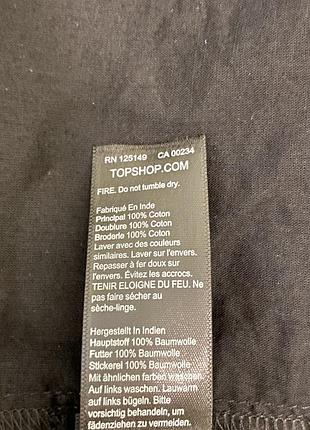 RN 125149 CA 00234
TOPSHOP.COM
FIRE. Do not tumble dry.
Fabriqué En Inde
Principal 100% Coton
Doublure 100% Coton
Broderie 100% Coton
Laver avec des couleurs
similaires. Laver sur l'envers.
Repasser à fer doux sur
l'envers. Évitez les accrocs.
TENIR ELOIGNE DU FEU. Ne
pas faire sécher au
sèche-linge.
Hergestellt In Indien
Hauptstoff 100% Baumwolle
Futter 100% Baumwolle
Stickerei 100% Baumwolle
Mit ähnlichen farben waschen.
Auf links waschen. Lauwarm
auf links bügeln. Bitte
vorsichtig behandeln, um
fädenziehen zu vermeiden.